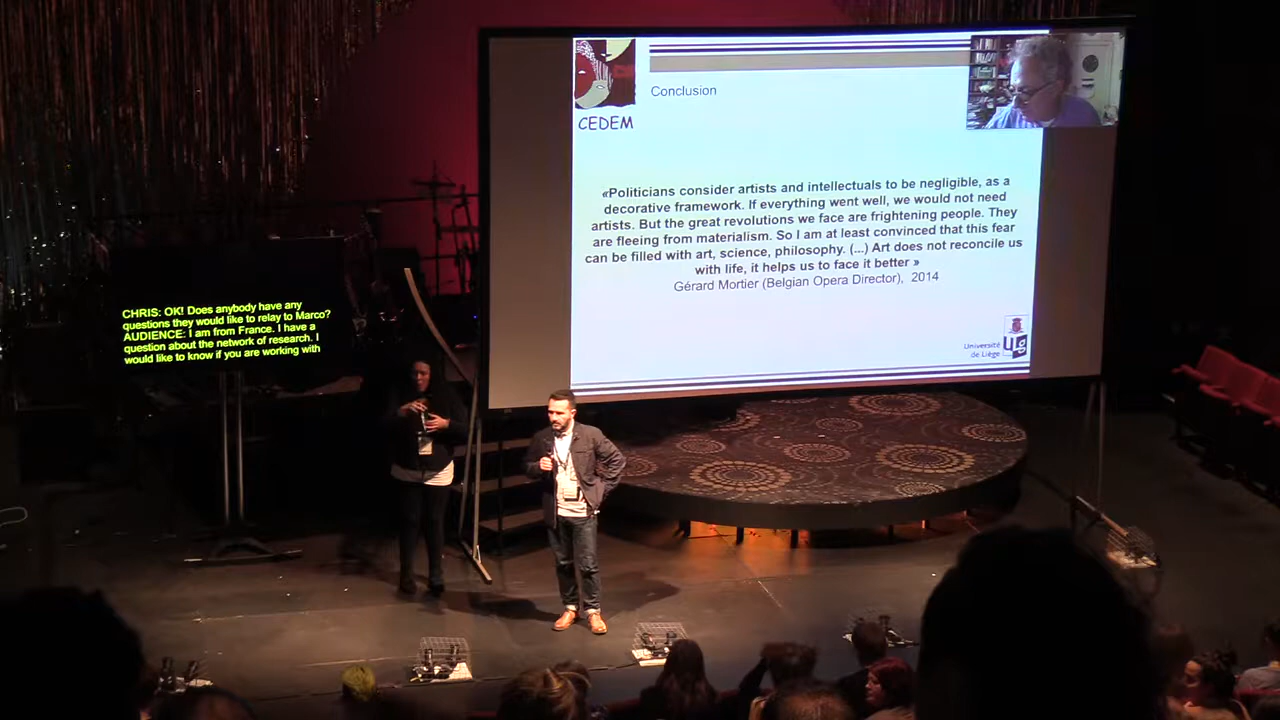 CEDEM
Conclusion
«Politicians consider artists and intellectuals to be negligible, as a
decorative framework. If everything went well, we would not need
artists. But the great revolutions we face are frightening people. They
are fleeing from materialism. So I am at least convinced that this fear
can be filled with art, science, philosophy. (...) Art does not reconcile us
with life, it helps us to face it better »
Gérard Mortier (Belgian Opera Director), 2014
Université
de Liège
CHRIS: OK! Does anybody have any
questions they would like to relay to Marco?
AUDIENCE: I am from France. I have a
question about the network of research. I
would like to know if you are working with